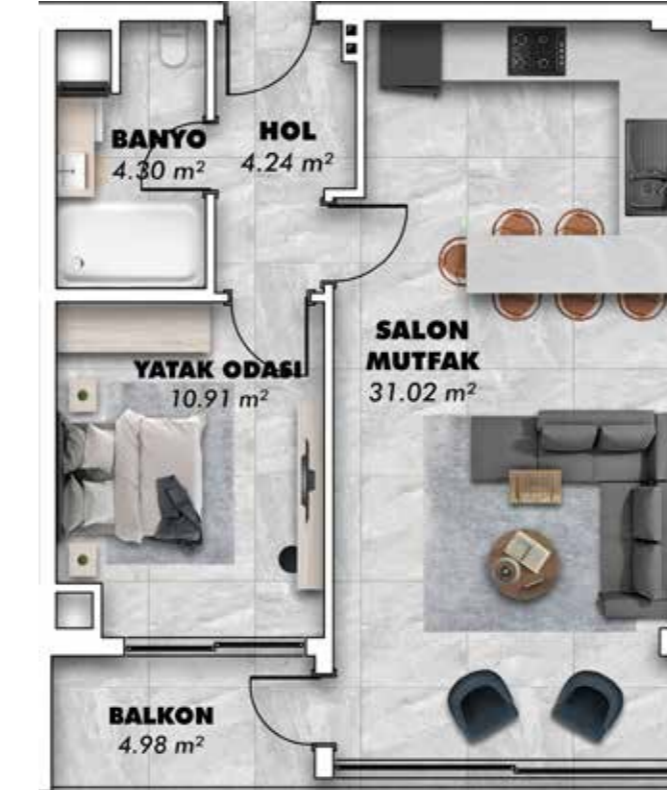 BANYO
4.30 m²
HOL
4.24 m²
SALON
MUTFAK
31.02 m²
YATAK ODASI
10.91 m²
BALKON
4.98 m²